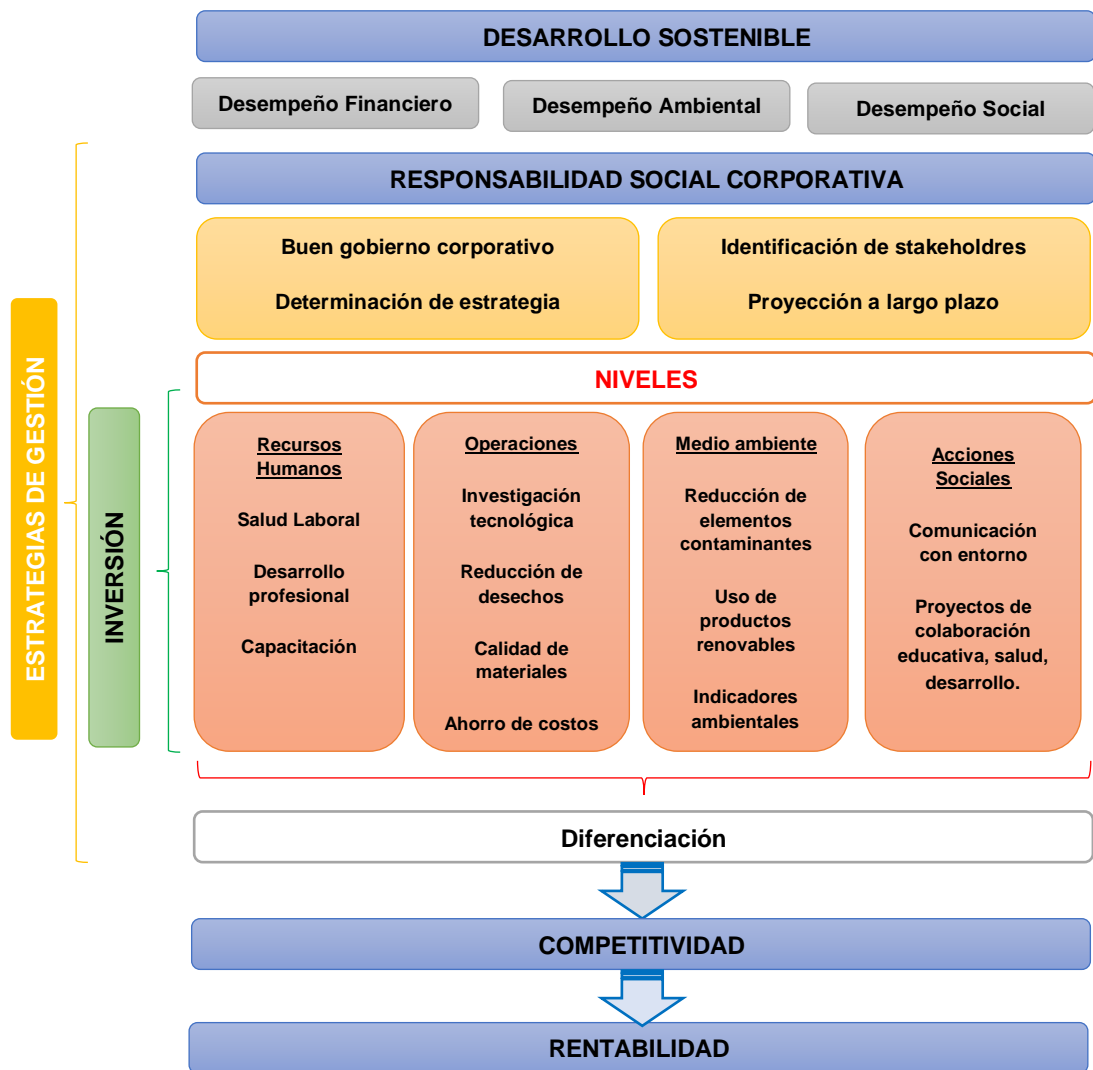 DESARROLLO SOSTENIBLE
Desempeño Financiero
Desempeño Ambiental
Desempeño Social
RESPONSABILIDAD SOCIAL CORPORATIVA
Buen gobierno corporativo
Determinación de estrategia
Identificación de stakeholdres
Proyección a largo plazo
ESTRATEGIAS DE GESTIÓN
INVERSIÓN
NIVELES
Recursos
Humanos
Salud Laboral
Desarrollo
profesional
Capacitación
Operaciones
Investigación
tecnológica
Reducción de
desechos
Calidad de
materiales
Ahorro de costos
Medio ambiente
Reducción de
elementos
contaminantes
Uso de
productos
renovables
Indicadores
ambientales
Acciones
Sociales
Comunicación
con entorno
Proyectos de
colaboración
educativa, salud,
desarrollo.
Diferenciación
COMPETITIVIDAD
RENTABILIDAD